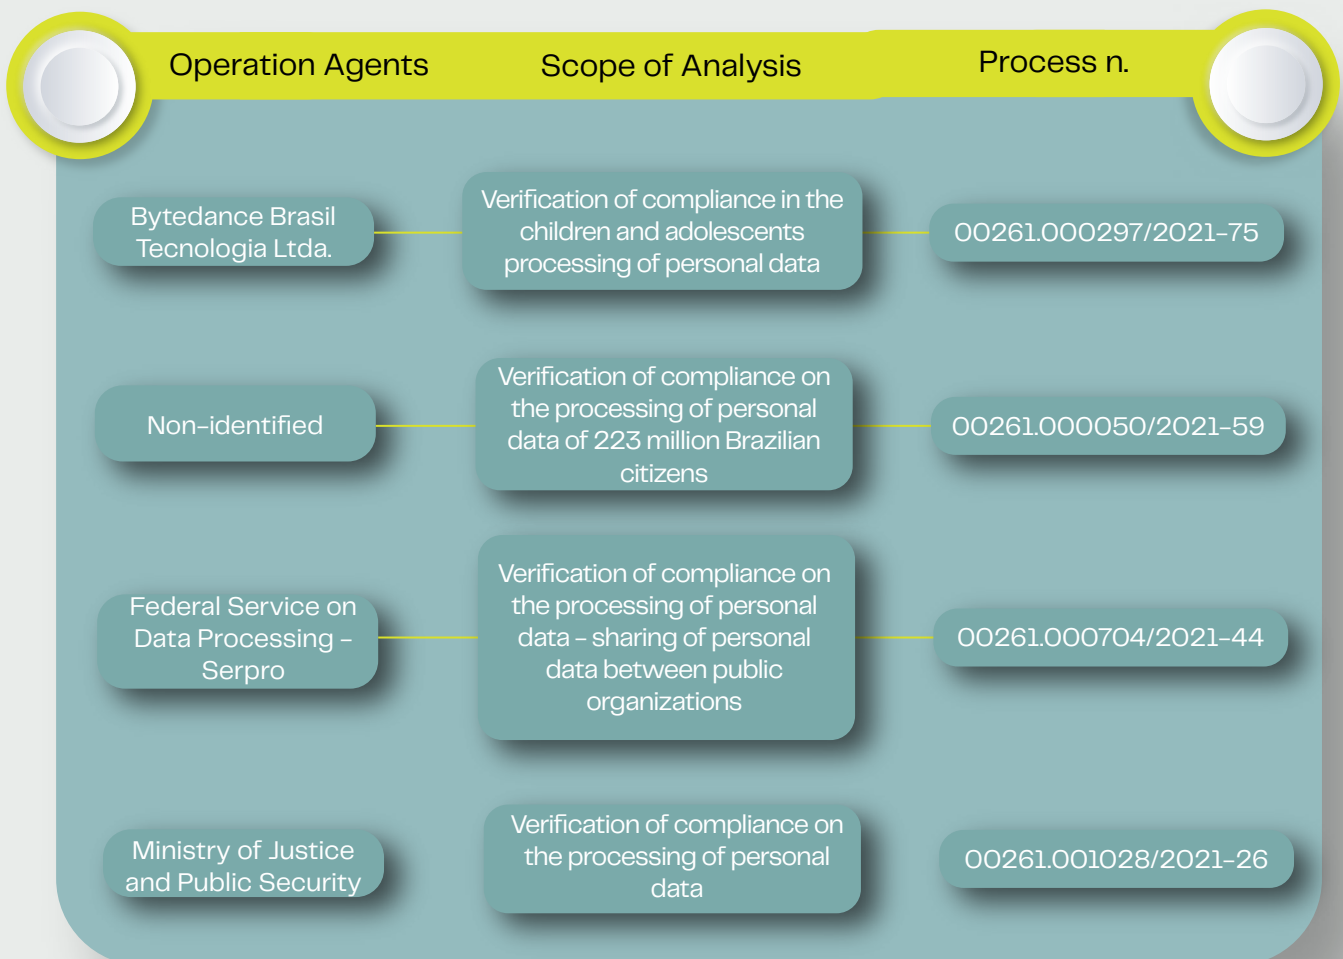 Operation Agents
Scope of Analysis
Process n.
Bytedance Brasil
Tecnologia Ltda.
Verification of compliance in the
children and adolescents
processing of personal data
00261.000297/2021-75
Non-identified
Verification of compliance on
the processing of personal
data of 223 million Brazilian
citizens
00261.000050/2021-59
Federal Service on
Data Processing -
Serpro
Verification of compliance on
the processing of personal
data - sharing of personal
data between public
organizations
00261.000704/2021-44
Ministry of Justice
and Public Security
Verification of compliance on
the processing of personal
data
00261.001028/2021-26